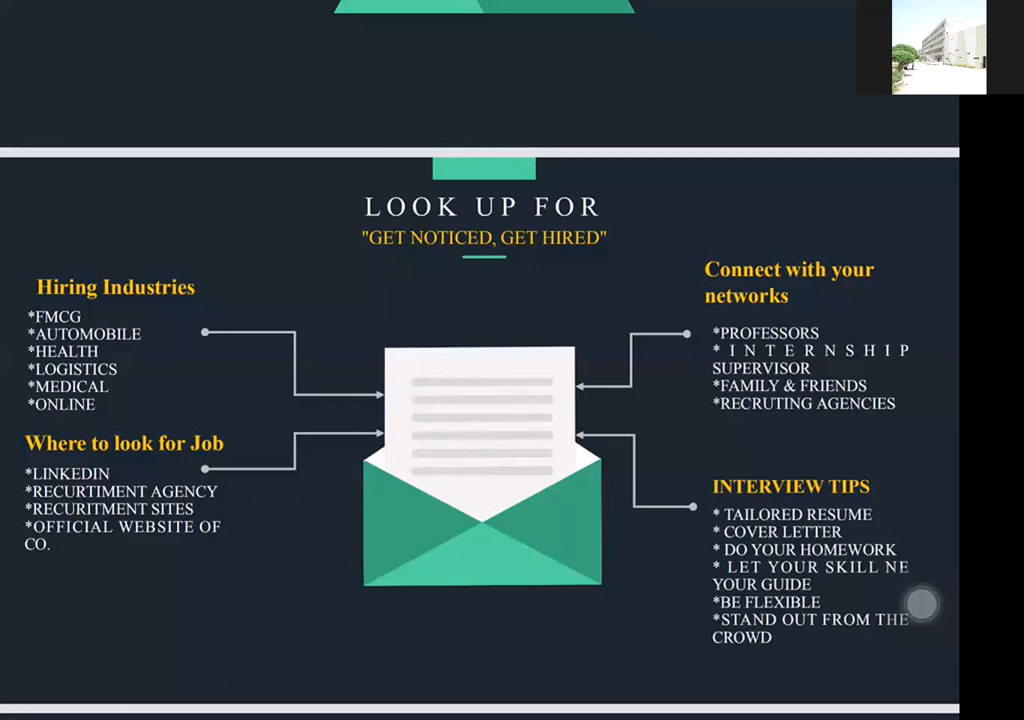 LOOK UP FOR
"GET NOTICED, GET HIRED"
Hiring Industries
*FMCG
*AUTOMOBILE
*HEALTH
*LOGISTICS
*MEDICAL
*ONLINE
Where to look for Job
*LINKEDIN
*RECURTIMENT AGENCY
*RECURITMENT SITES
*OFFICIAL WEBSITE OF
CO.
Connect with your
networks
*PROFESSORS
* INTERNSHIP
SUPERVISOR
*FAMILY & FRIENDS
*RECRUTING AGENCIES
INTERVIEW TIPS
* TAILORED RESUME
* COVER LETTER
* DO YOUR HOMEWORK
* LET YOUR SKILL NE
YOUR GUIDE
*BE FLEXIBLE
*STAND OUT FROM THE
CROWD